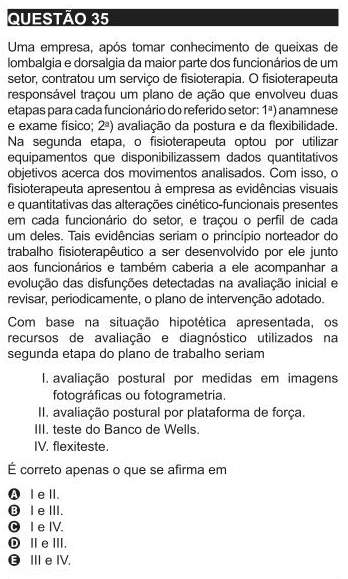 QUESTÃO 35
Uma empresa, após tomar conhecimento de queixas de
lombalgia e dorsalgia da maior parte dos funcionários de um
setor, contratou um serviço de fisioterapia. O fisioterapeuta
responsável traçou um plano de ação que envolveu duas
etapas para cada funcionário do referido setor: 1ª) anamnese
e exame físico; 2ª) avaliação da postura e da flexibilidade.
Na segunda etapa, o fisioterapeuta optou por utilizar
equipamentos que disponibilizassem dados quantitativos
objetivos acerca dos movimentos analisados. Com isso, o
fisioterapeuta apresentou à empresa as evidências visuais
e quantitativas das alterações cinético-funcionais presentes
em cada funcionário do setor, e traçou o perfil de cada
um deles. Tais evidências seriam o princípio norteador do
trabalho fisioterapêutico a ser desenvolvido por ele junto
aos funcionários e também caberia a ele acompanhar a
evolução das disfunções detectadas na avaliação inicial e
revisar, periodicamente, o plano de intervenção adotado.
Com base na situação hipotética apresentada, os
recursos de avaliação e diagnóstico utilizados na
segunda etapa do plano de trabalho seriam
I. avaliação postural por medidas em imagens
fotográficas ou fotogrametria.
II. avaliação postural por plataforma de força.
III. teste do Banco de Wells.
IV. flexiteste.
É correto apenas o que se afirma em
A I e II.
B I e III.
C I e IV.
D II e III.
E III e IV.